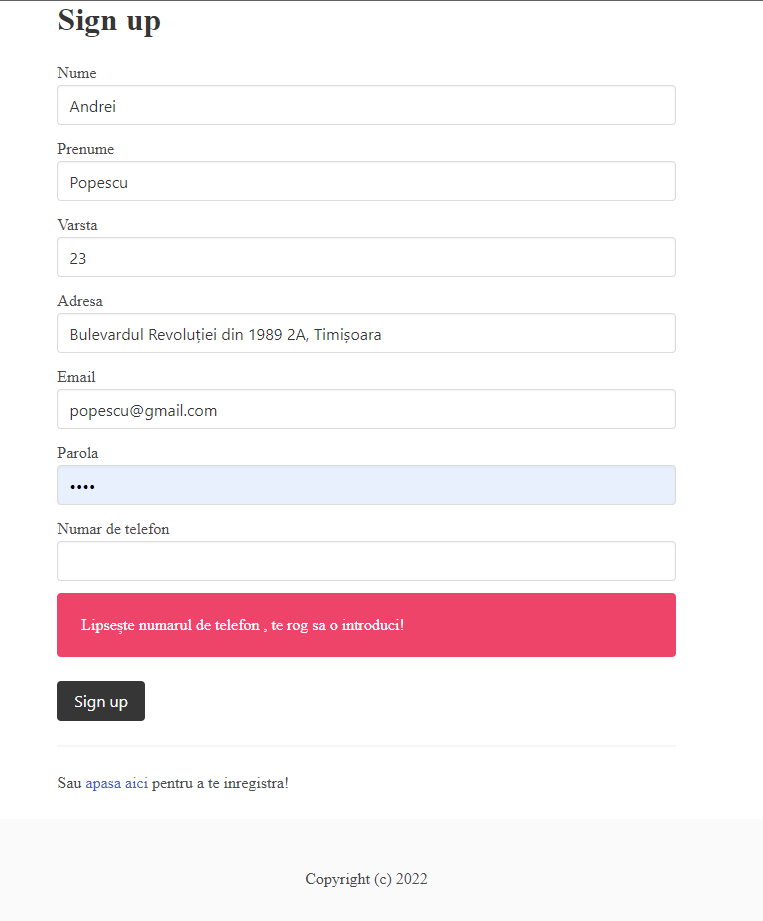 Sign up
Nume
Andrei
Prenume
Popescu
Varsta
23
Adresa
Bulevardul Revoluției din 1989 2A, Timișoara
Email
popescu@gmail.com
Parola
••••
Numar de telefon
Lipsește numarul de telefon , te rog sa o introduci!
Sign up
Sau apasa aici pentru a te inregistra!
Copyright (c) 2022